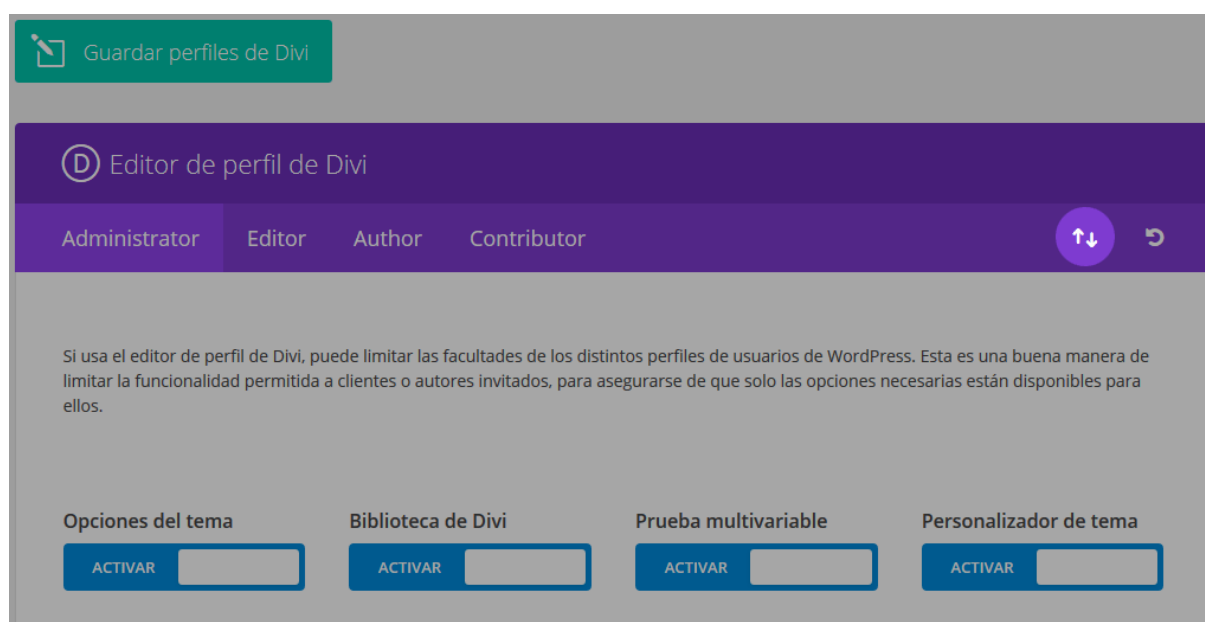 Guardar perfiles de Divi
D Editor de perfil de Divi
Administrator Editor Author Contributor
Si usa el editor de perfil de Divi, puede limitar las facultades de los distintos perfiles de usuarios de WordPress. Esta es una buena manera de
limitar la funcionalidad permitida a clientes o autores invitados, para asegurarse de que solo las opciones necesarias están disponibles para
ellos.
Opciones del tema Biblioteca de Divi Prueba multivariable Personalizador de tema
ACTIVAR ACTIVAR ACTIVAR ACTIVAR